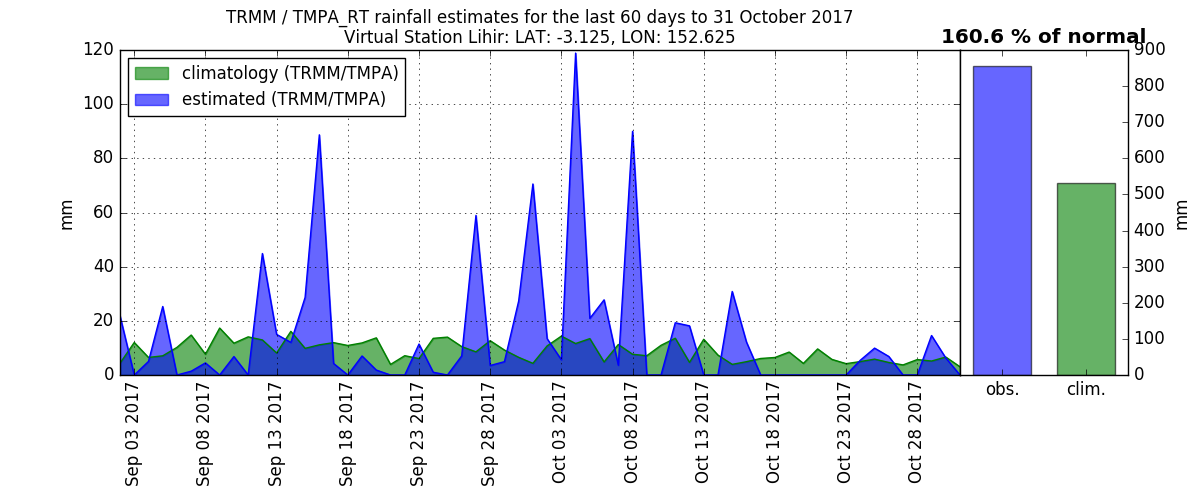 TRMM / TMPA_RT rainfall estimates for the last 60 days to 31 October 2017
Virtual Station Lihir: LAT: -3.125, LON: 152.625
160.6 % of normal
climatology (TRMM/TMPA)
estimated (TRMM/TMPA)
120
100
80
60
40
20
0
mm
Sep 03 2017
Sep 08 2017
Sep 13 2017
Sep 18 2017
Sep 23 2017
Sep 28 2017
Oct 03 2017
Oct 08 2017
Oct 13 2017
Oct 18 2017
Oct 23 2017
Oct 28 2017
900
800
700
600
500
400
300
200
100
0
mm
obs.
clim.